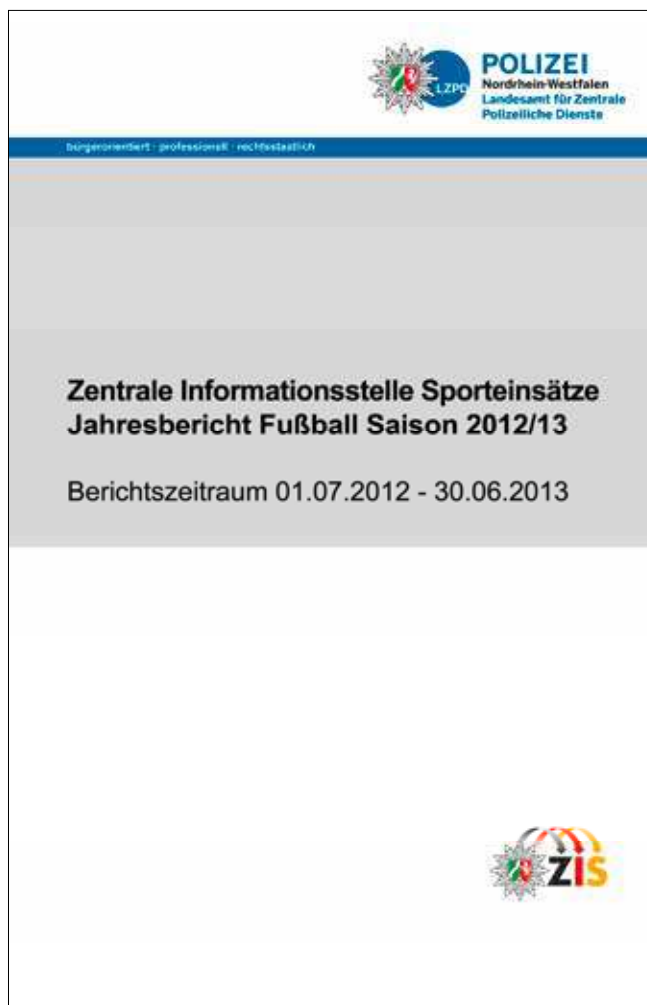 LZPD
POLIZEI
Nordrhein-Westfalen
Landesamt für Zentrale
Polizeiliche Dienste
bürgerorientiert · professionell · rechtsstaatlich
Zentrale Informationsstelle Sporteinsätze
Jahresbericht Fußball Saison 2012/13
Berichtszeitraum 01.07.2012 - 30.06.2013
ZIS